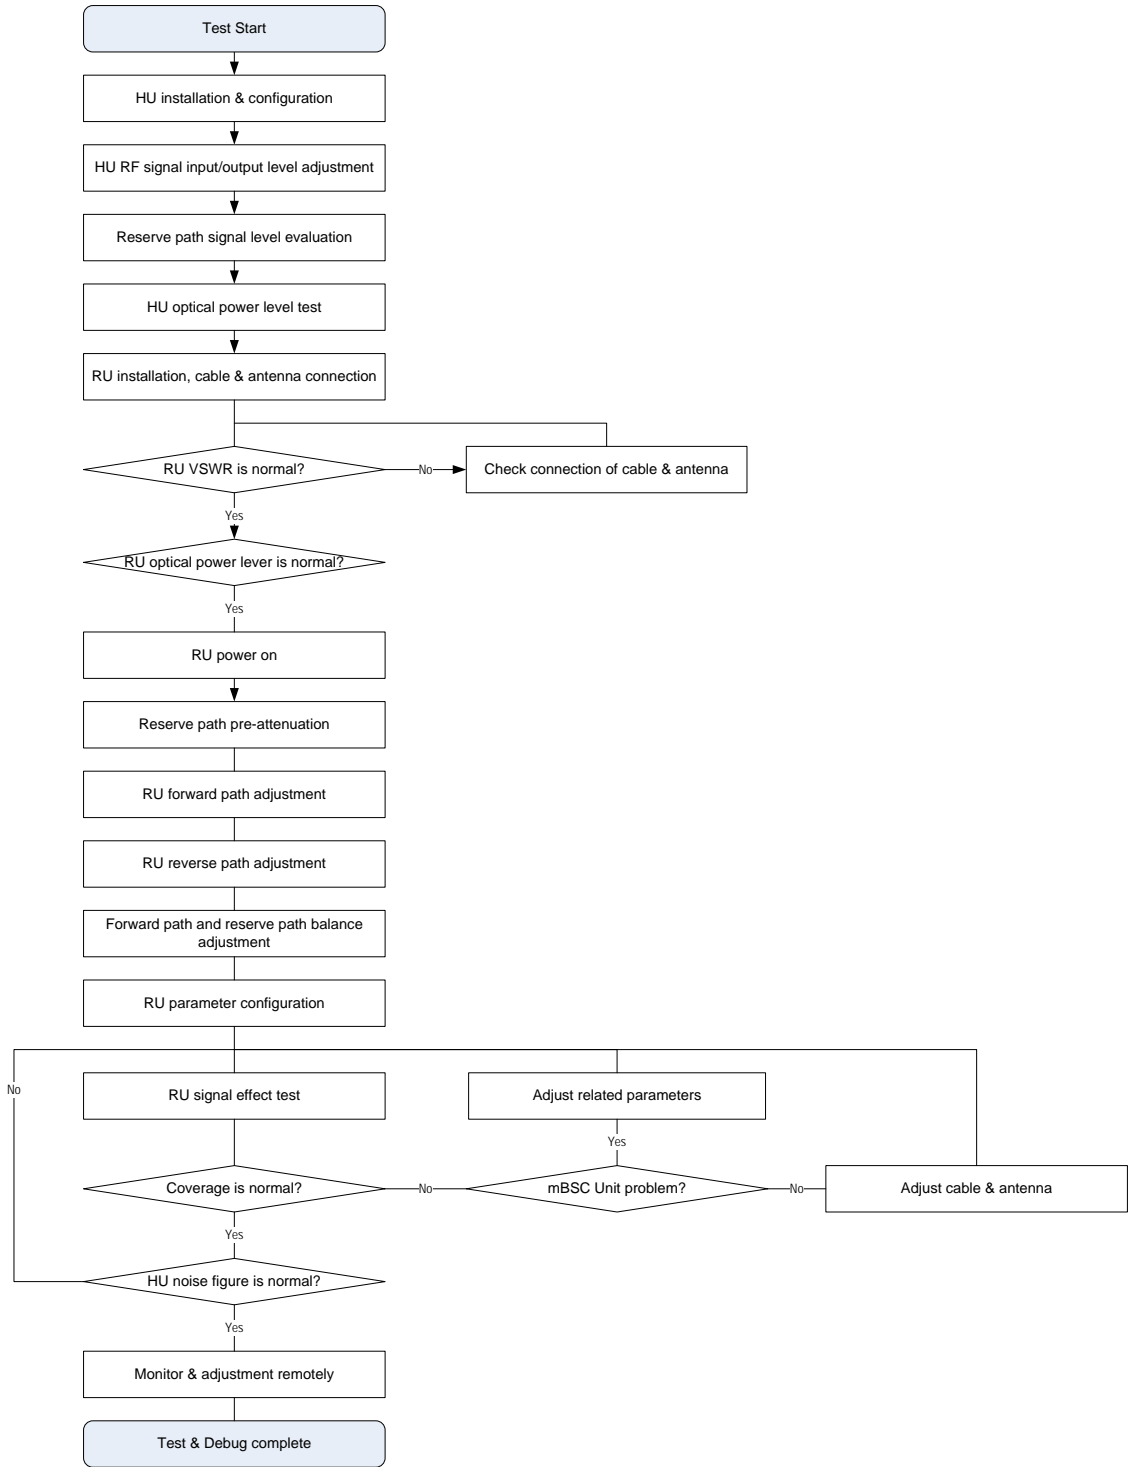 Test Start
HU installation & configuration
HU RF signal input/output level adjustment
Reserve path signal level evaluation
HU optical power level test
RU installation, cable & antenna connection
RU VSWR is normal?
No
Check connection of cable & antenna
Yes
RU optical power lever is normal?
Yes
RU power on
Reserve path pre-attenuation
RU forward path adjustment
RU reverse path adjustment
Forward path and reserve path balance
adjustment
RU parameter configuration
No
RU signal effect test
Adjust related parameters
Yes
Coverage is normal?
No
mBSC Unit problem?
No
Adjust cable & antenna
Yes
HU noise figure is normal?
Yes
Monitor & adjustment remotely
Test & Debug complete